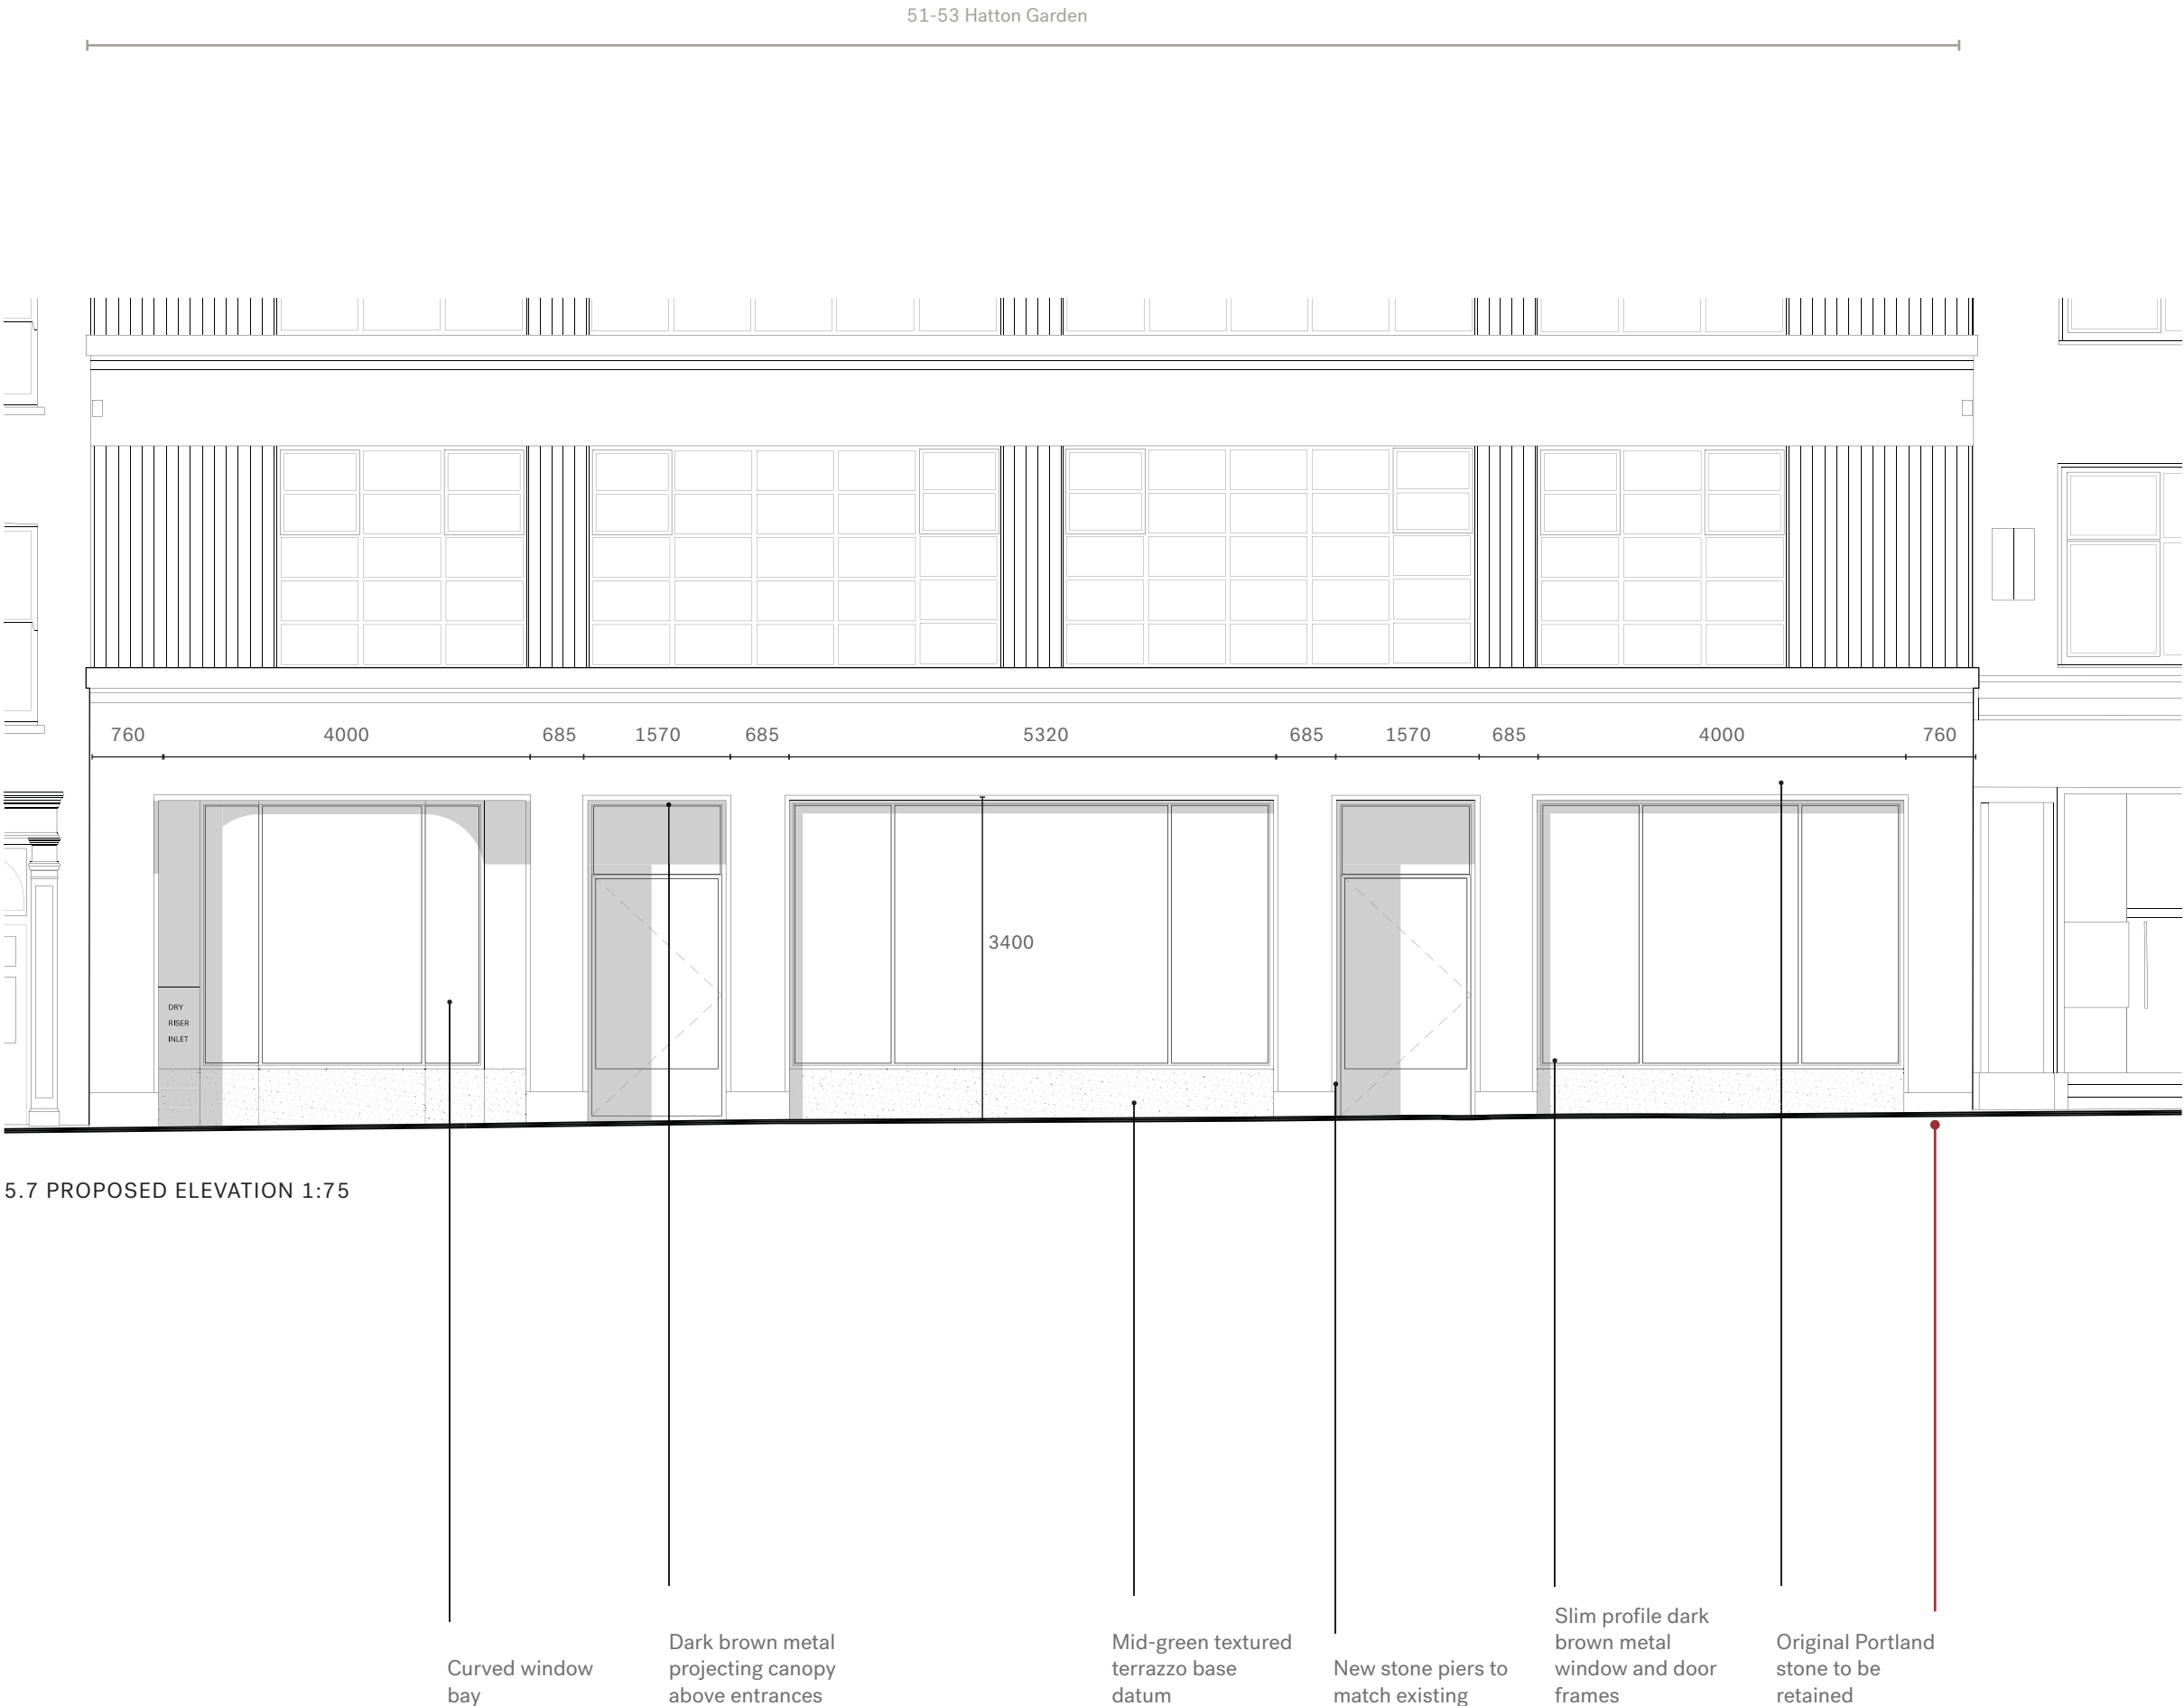 51-53 Hatton Garden
760 4000 685 1570 685 5320 685 1570 685 4000 760
3400
DRY
RISER
INLET
5.7 PROPOSED ELEVATION 1:75
Curved window
bay
Dark brown metal
projecting canopy
above entrances
Mid-green textured
terrazzo base
datum
New stone piers to
match existing
Slim profile dark
brown metal
window and door
frames
Original Portland
stone to be
retained